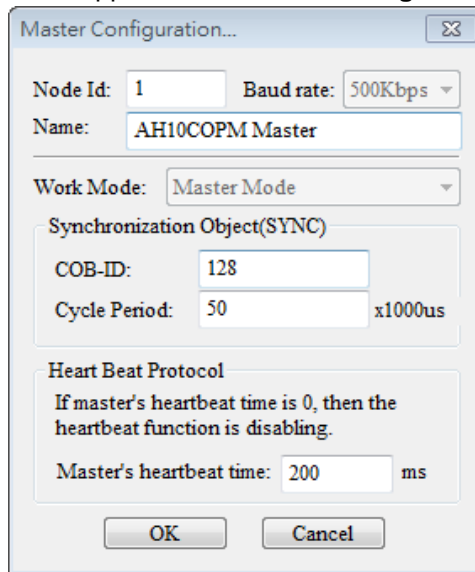 Master Configuration...
Node Id: 1 Baud rate: 500Kbps
Name: AH10COPM Master
Work Mode: Master Mode
Synchronization Object(SYNC)
COB-ID: 128
Cycle Period: 50 x1000us
Heart Beat Protocol
If master's heartbeat time is 0, then the
heartbeat function is disabling.
Master's heartbeat time: 200 ms
OK Cancel